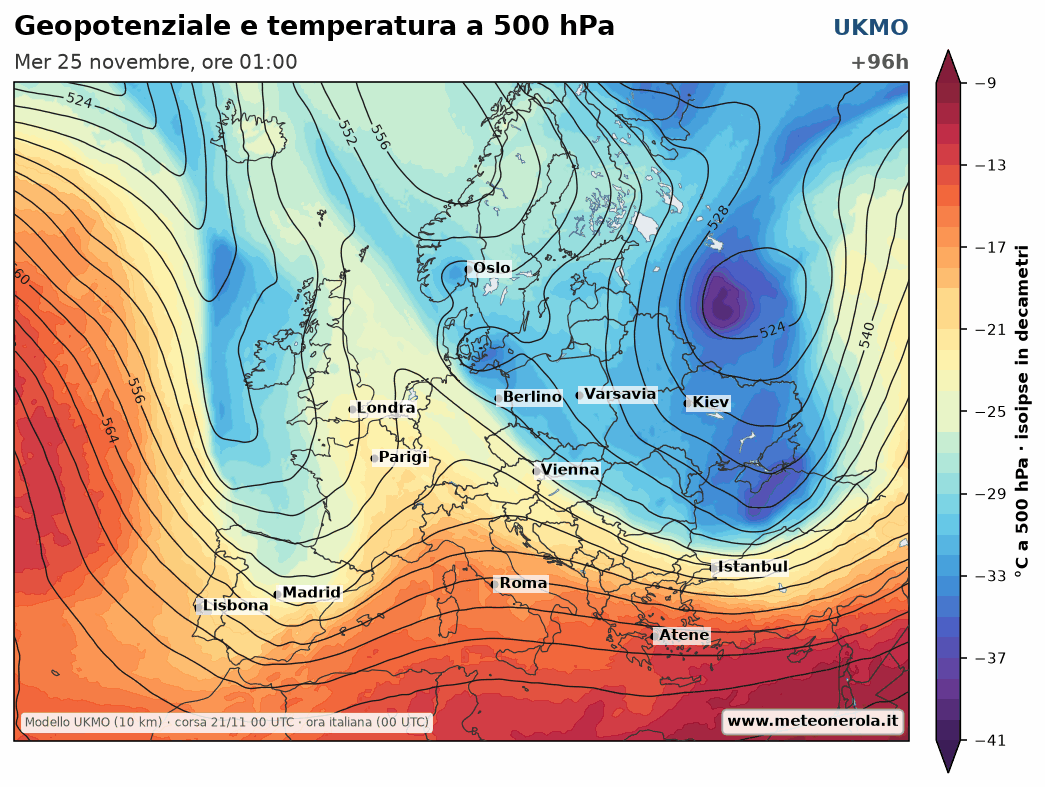 Geopotenziale e temperatura a 500 hPa
UKMO
Mer 25 novembre, ore 01:00
+96h
524
552
556
528
524
540
60
556
564
Oslo
Berlino
Varsavia
Kiev
Londra
Parigi
Vienna
Istanbul
Roma
Madrid
Lisbona
Atene
Modello UKMO (10 km) · corsa 21/11 00 UTC · ora italiana (00 UTC)
www.meteonerola.it
−9
−13
−17
−21
−25
−29
−33
−37
−41
°C a 500 hPa · isoipse in decametri